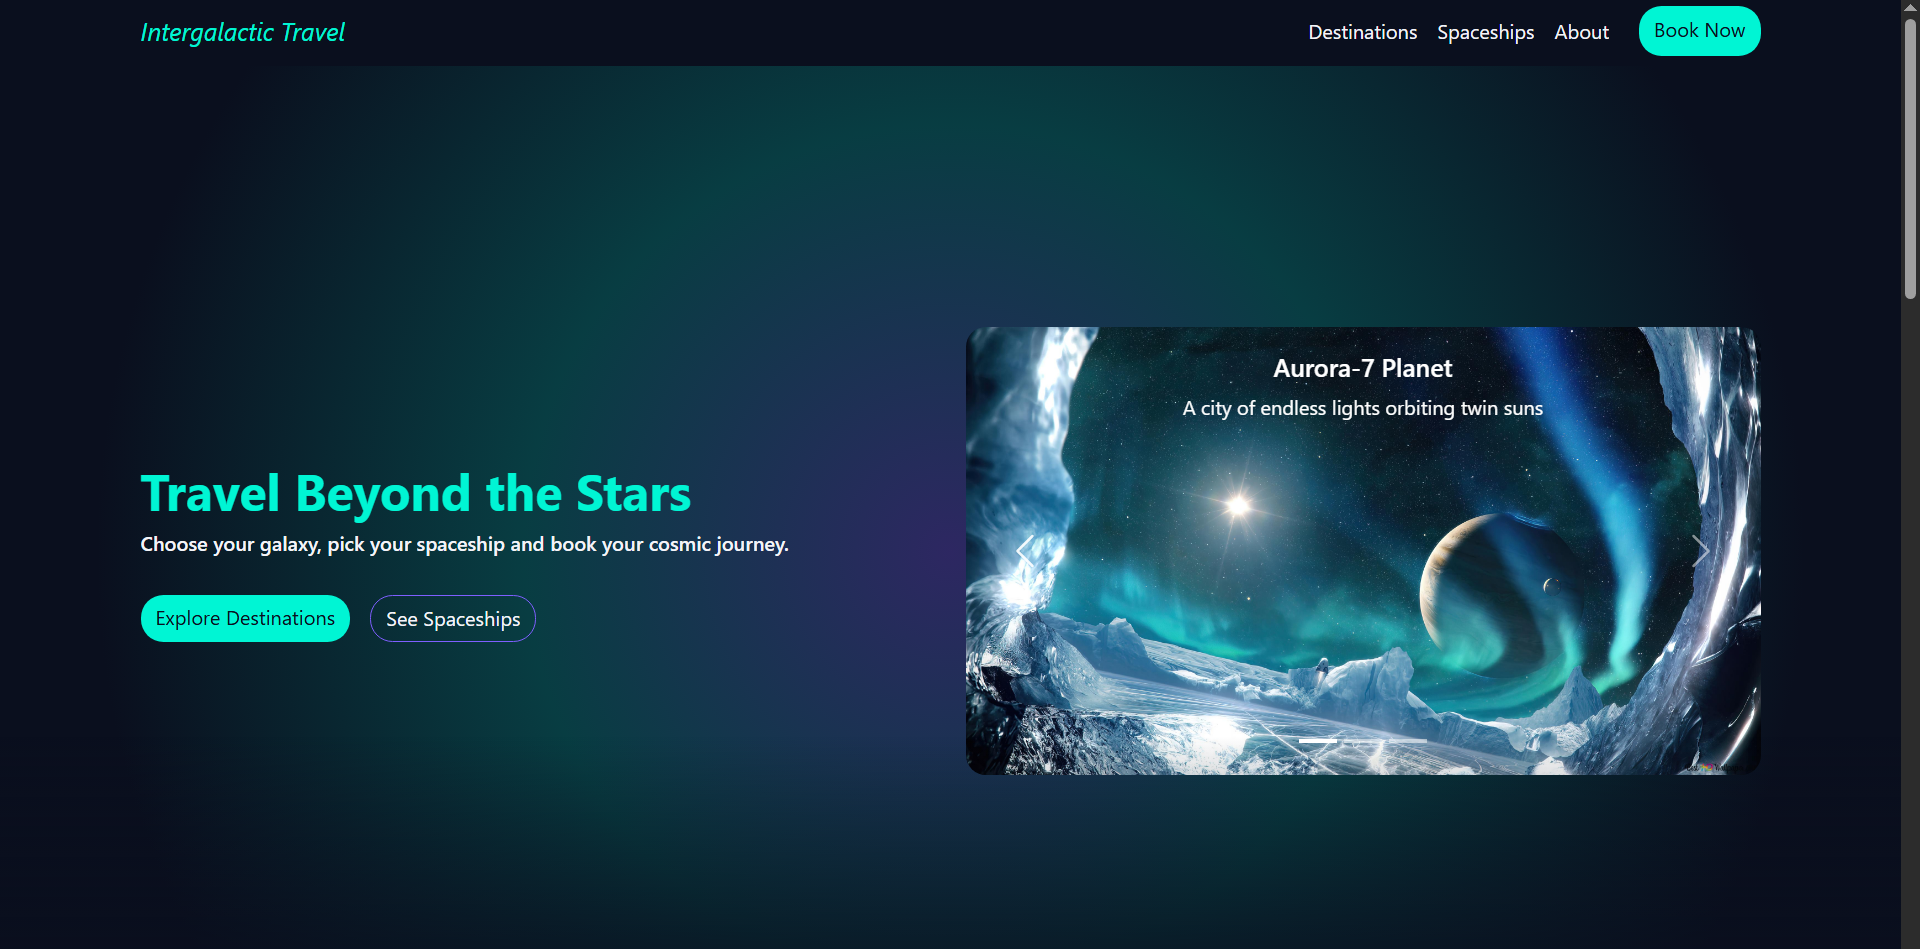 Intergalactic Travel
Destinations Spaceships About Book Now
Aurora-7 Planet
A city of endless lights orbiting twin suns
Travel Beyond the Stars
Choose your galaxy, pick your spaceship and book your cosmic journey.
Explore Destinations See Spaceships